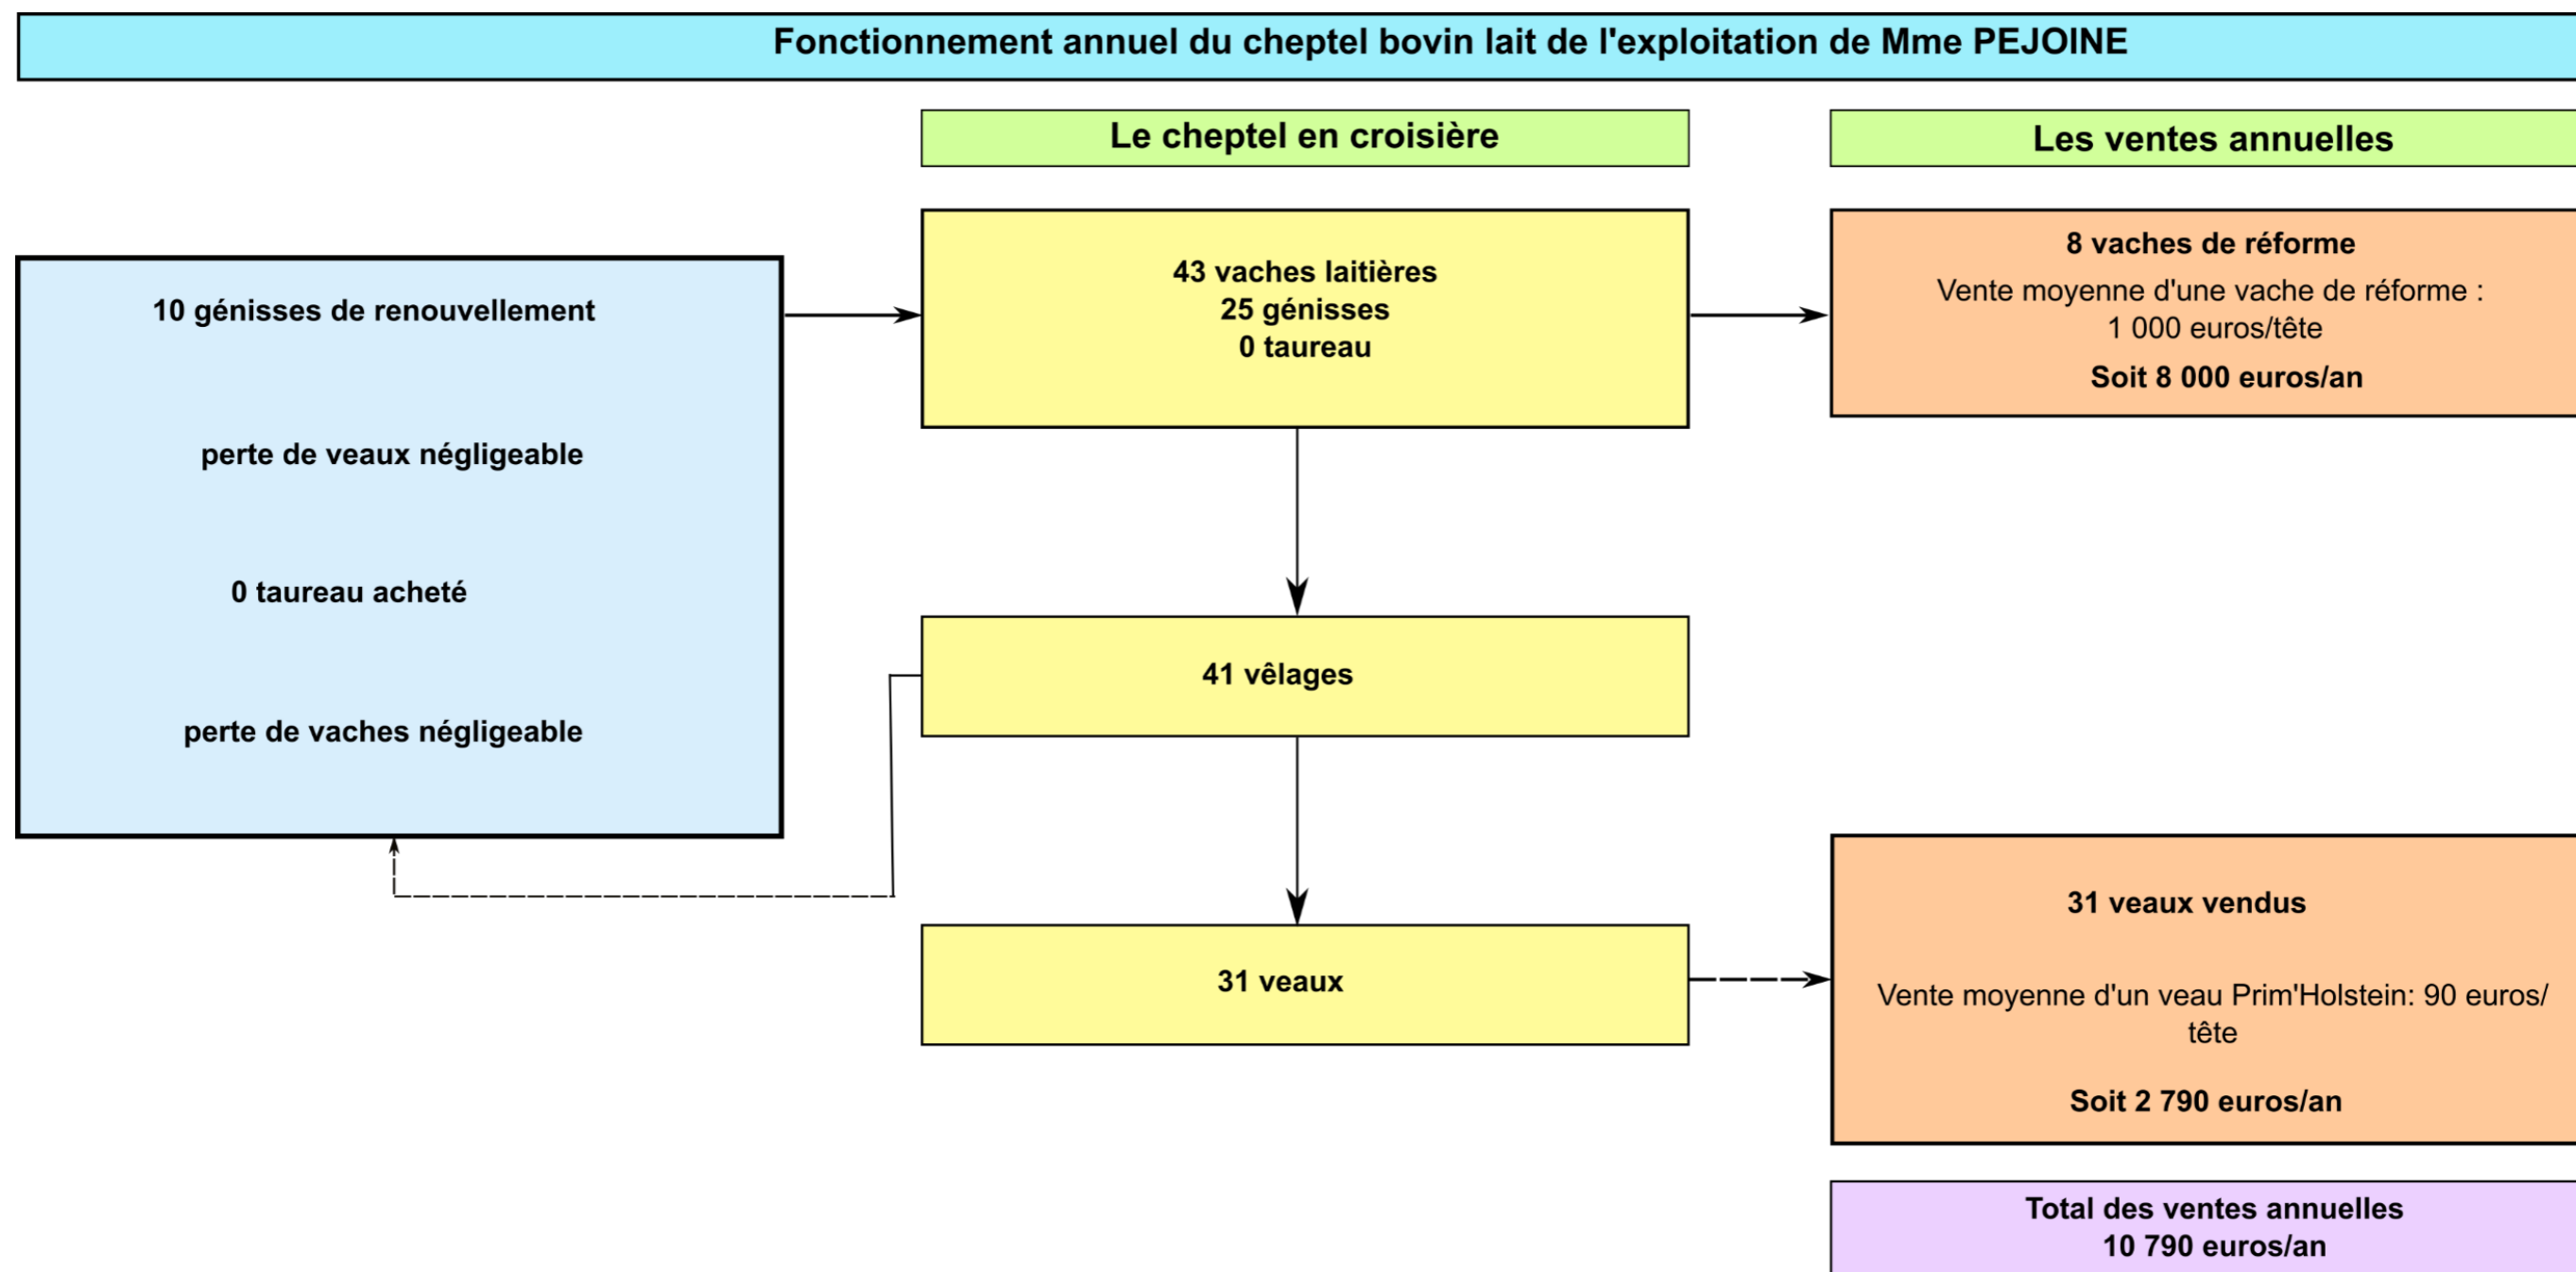 Fonctionnement annuel du cheptel bovin lait de l'exploitation de Mme PEJOINE
Le cheptel en croisière
Les ventes annuelles
10 génisses de renouvellement
perte de veaux négligeable
0 taureau acheté
perte de vaches négligeable
43 vaches laitières
25 génisses
0 taureau
8 vaches de réforme
Vente moyenne d'une vache de réforme :
1 000 euros/tête
Soit 8 000 euros/an
41 vêlages
31 veaux
31 veaux vendus
Vente moyenne d'un veau Prim'Holstein: 90 euros/
tête
Soit 2 790 euros/an
Total des ventes annuelles
10 790 euros/an